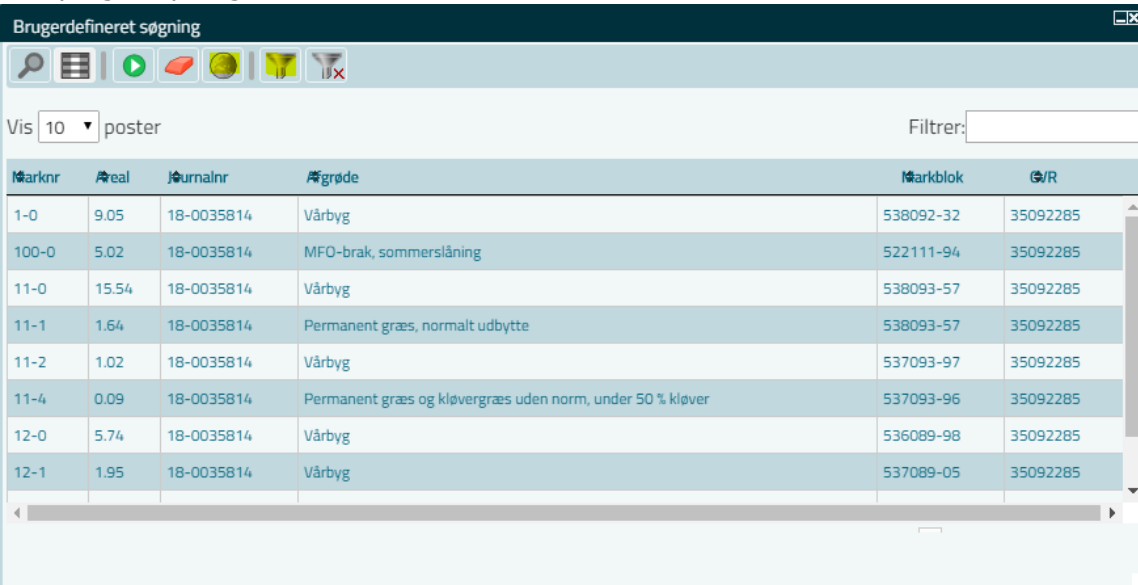 Brugerdefineret søgning
Vis 10 poster Filtrer:
Marknr Areal Journalnr Afgrøde Markblok CVR
1-0 9.05 18-0035814 Vårbyg 538092-32 35092285
100-0 5.02 18-0035814 MFO-brak, sommerslåning 522111-94 35092285
11-0 15.54 18-0035814 Vårbyg 538093-57 35092285
11-1 1.64 18-0035814 Permanent græs, normalt udbytte 538093-57 35092285
11-2 1.02 18-0035814 Vårbyg 537093-97 35092285
11-4 0.09 18-0035814 Permanent græs og kløvergræs uden norm, under 50 % kløver 537093-96 35092285
12-0 5.74 18-0035814 Vårbyg 536089-98 35092285
12-1 1.95 18-0035814 Vårbyg 537089-05 35092285